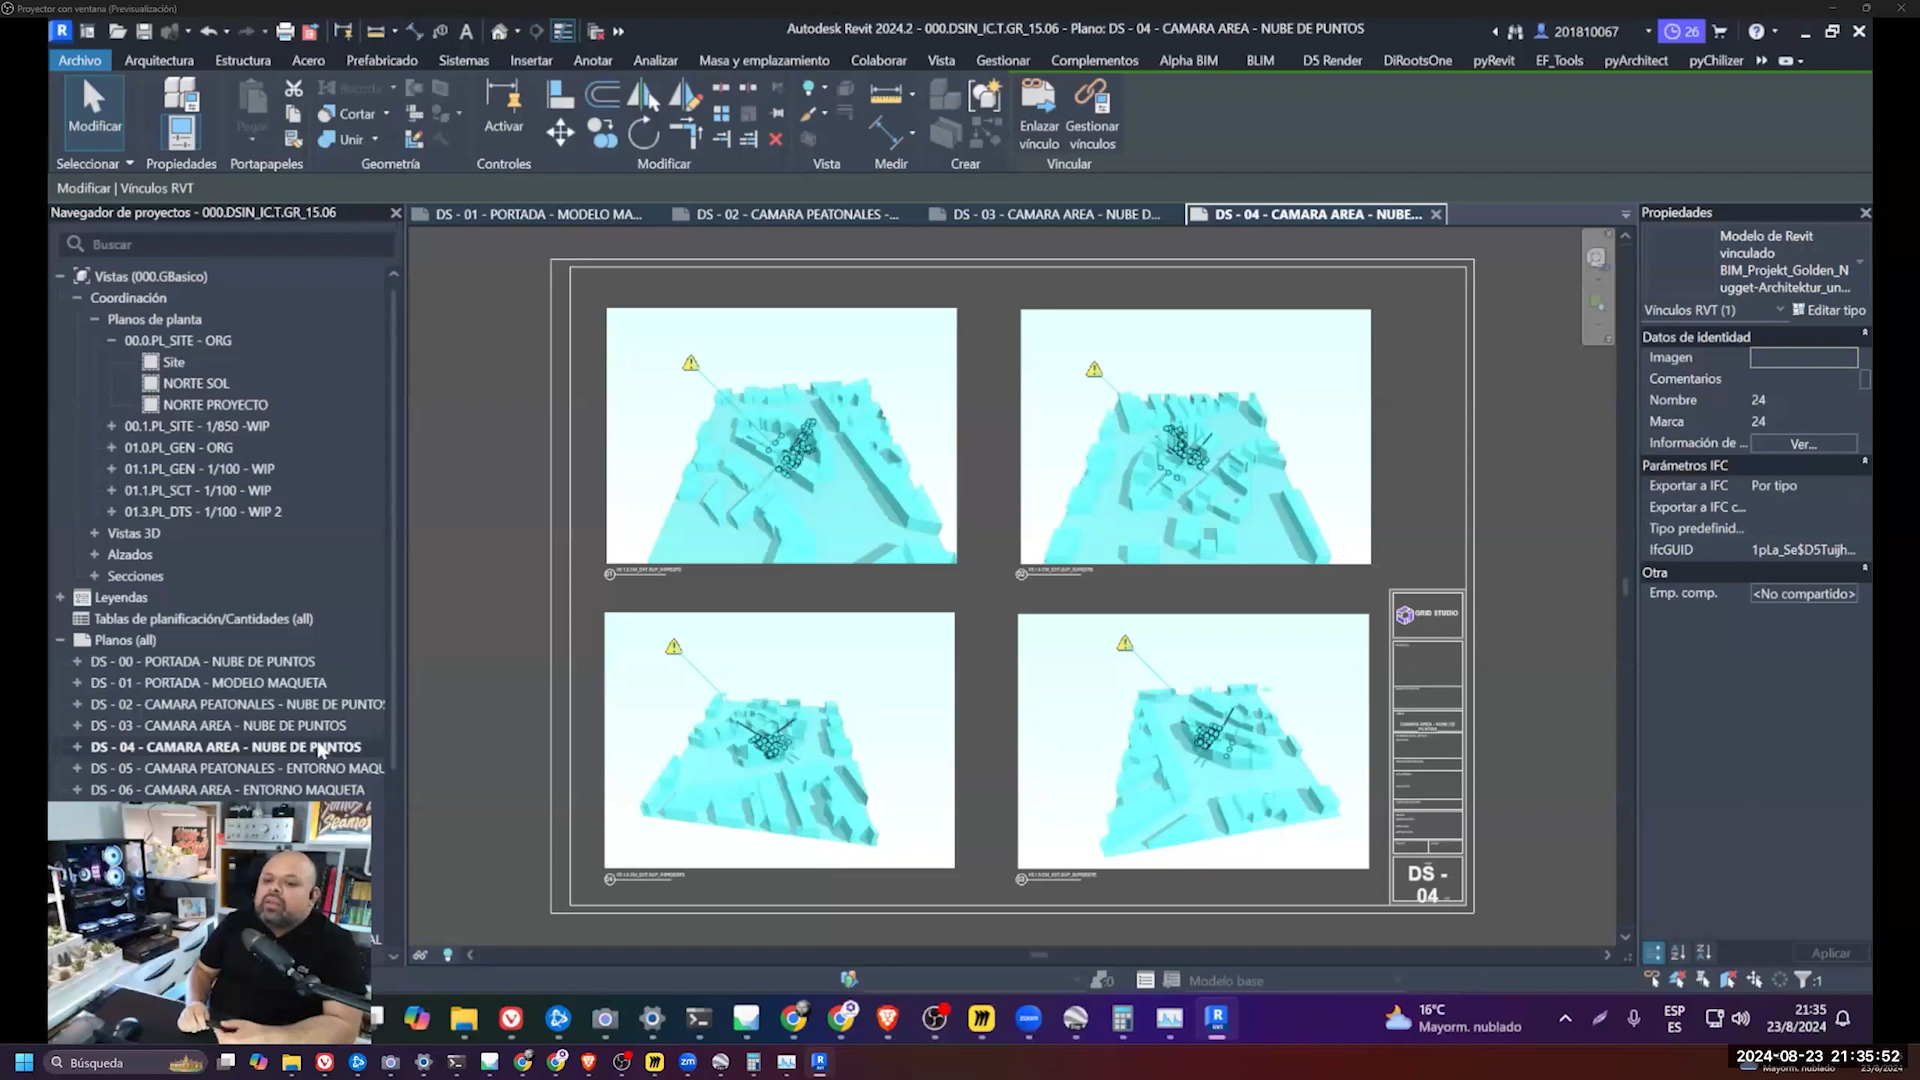 Proyector con ventana (Previsualización)
Autodesk Revit 2024.2 - 000.DSIN_IC.T.GR_15.06 - Plano: DS - 04 - CAMARA AREA - NUBE DE PUNTOS
201810067
26
Archivo Arquitectura Estructura Acero Prefabricado Sistemas Insertar Anotar Analizar Masa y emplazamiento Colaborar Vista Gestionar Complementos Alpha BIM BLIM D5 Render DiRootsOne pyRevit EF_Tools pyArchitect pyChilizer
Modificar
Pegar
Recorte
Cortar
Unir
Activar
Enlazar vínculo
Gestionar vínculos
Seleccionar Propiedades Portapapeles Geometría Controles Modificar Vista Medir Crear Vincular
Modificar | Vínculos RVT
Navegador de proyectos - 000.DSIN_IC.T.GR_15.06
DS - 01 - PORTADA - MODELO MA...
DS - 02 - CAMARA PEATONALES -...
DS - 03 - CAMARA AREA - NUBE D...
DS - 04 - CAMARA AREA - NUBE...
Buscar
Vistas (000.GBasico)
Coordinación
Planos de planta
00.0.PL_SITE - ORG
Site
NORTE SOL
NORTE PROYECTO
00.1.PL_SITE - 1/850 -WIP
01.0.PL_GEN - ORG
01.1.PL_GEN - 1/100 - WIP
01.1.PL_SCT - 1/100 - WIP
01.3.PL_DTS - 1/100 - WIP 2
Vistas 3D
Alzados
Secciones
Leyendas
Tablas de planificación/Cantidades (all)
Planos (all)
DS - 00 - PORTADA - NUBE DE PUNTOS
DS - 01 - PORTADA - MODELO MAQUETA
DS - 02 - CAMARA PEATONALES - NUBE DE PUNTOS
DS - 03 - CAMARA AREA - NUBE DE PUNTOS
DS - 04 - CAMARA AREA - NUBE DE PUNTOS
DS - 05 - CAMARA PEATONALES - ENTORNO MAQU
DS - 06 - CAMARA AREA - ENTORNO MAQUETA
AL
GRID STUDIO
DS -
04
Propiedades
Modelo de Revit
vinculado
BIM_Projekt_Golden_N
ugget-Architektur_un...
Vínculos RVT (1)
Editar tipo
Datos de identidad
Imagen
Comentarios
Nombre 24
Marca 24
Información de ... Ver...
Parámetros IFC
Exportar a IFC Por tipo
Exportar a IFC c...
Tipo predefinid...
IfcGUID 1pLa_Se$D5Tuijh...
Otra
Emp. comp. <No compartido>
Aplicar
:0
Modelo base
:1
16°C
Mayorm. nublado
ESP
ES
21:35
23/8/2024
Búsqueda
2024-08-23 21:35:52
Mayorm. nublado
23/8/2024